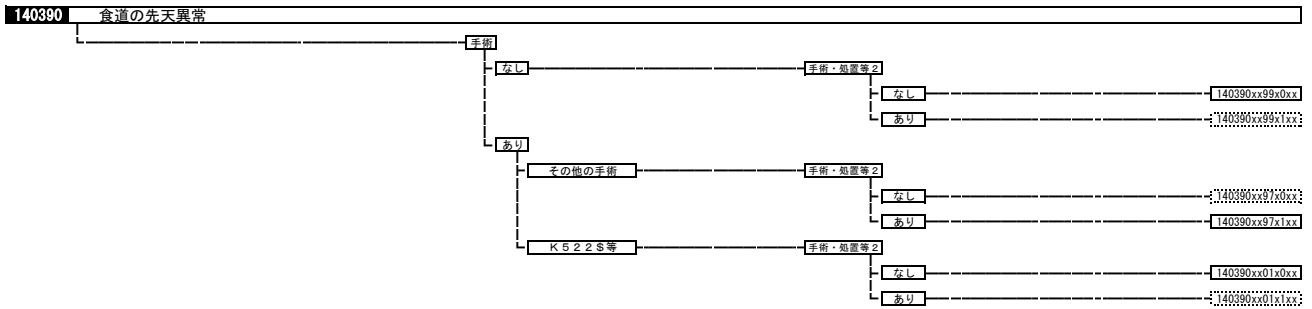 140390 食道の先天異常
手術
なし 手術・処置等２
なし 140390xx99x0xx
あり 140390xx99x1xx
あり
その他の手術 手術・処置等２
なし 140390xx97x0xx
あり 140390xx97x1xx
Ｋ５２２$等 手術・処置等２
なし 140390xx01x0xx
あり 140390xx01x1xx